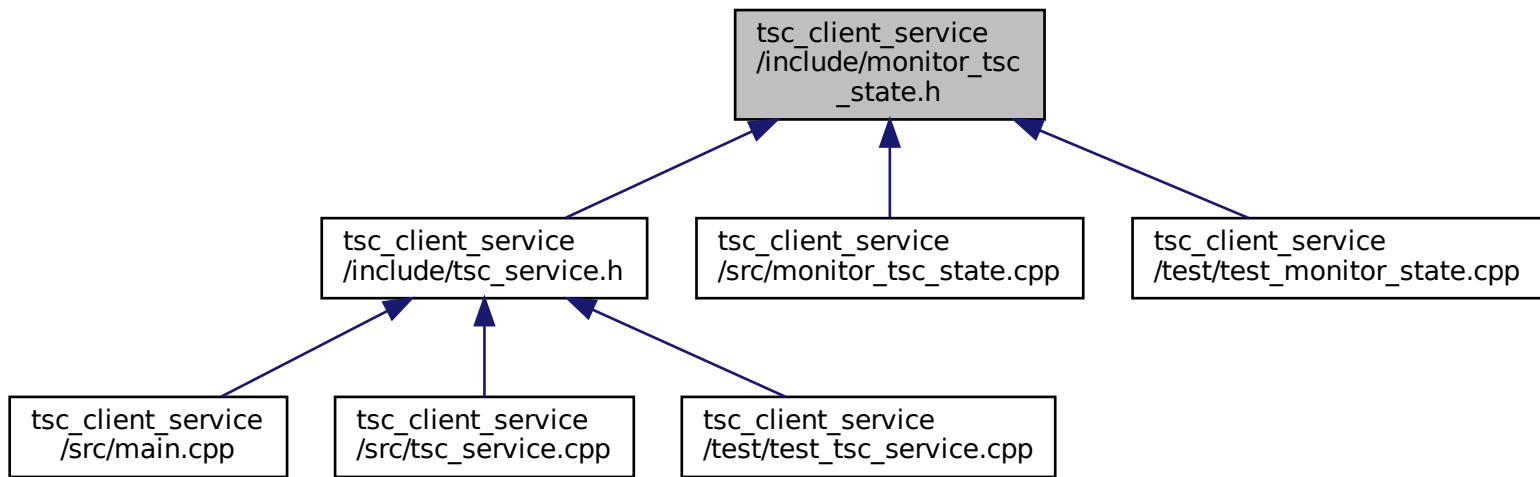 tsc_client_service
/include/monitor_tsc
_state.h
tsc_client_service
/include/tsc_service.h
tsc_client_service
/src/monitor_tsc_state.cpp
tsc_client_service
/test/test_monitor_state.cpp
tsc_client_service
/src/main.cpp
tsc_client_service
/src/tsc_service.cpp
tsc_client_service
/test/test_tsc_service.cpp